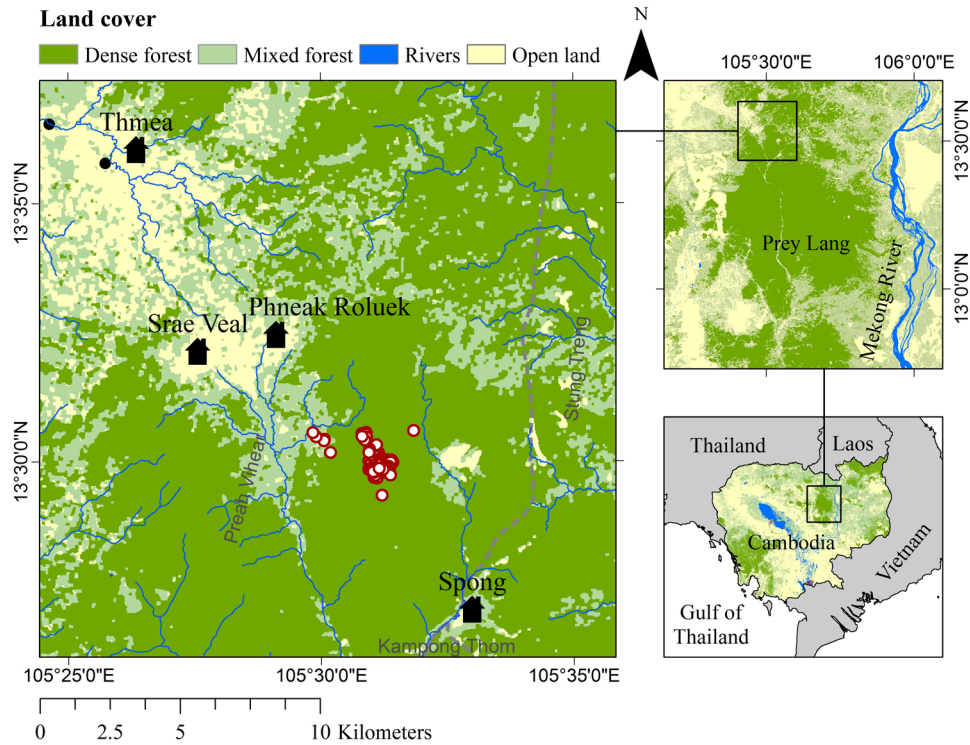 Land cover
Dense forest
Mixed forest
Rivers
Open land
N
105°30'0"E
106°0'0"E
Thmea
13°35'0"N
13°30'0"N
Prey Lang
13°0'0"N
Mekong River
Phneak Roluek
Srae Veal
Stung Treng
Preah Vihear
13°30'0"N
Thailand
Laos
Cambodia
Vietnam
Gulf of
Thailand
Spong
Kampong Thom
105°25'0"E
105°30'0"E
105°35'0"E
0
2.5
5
10 Kilometers